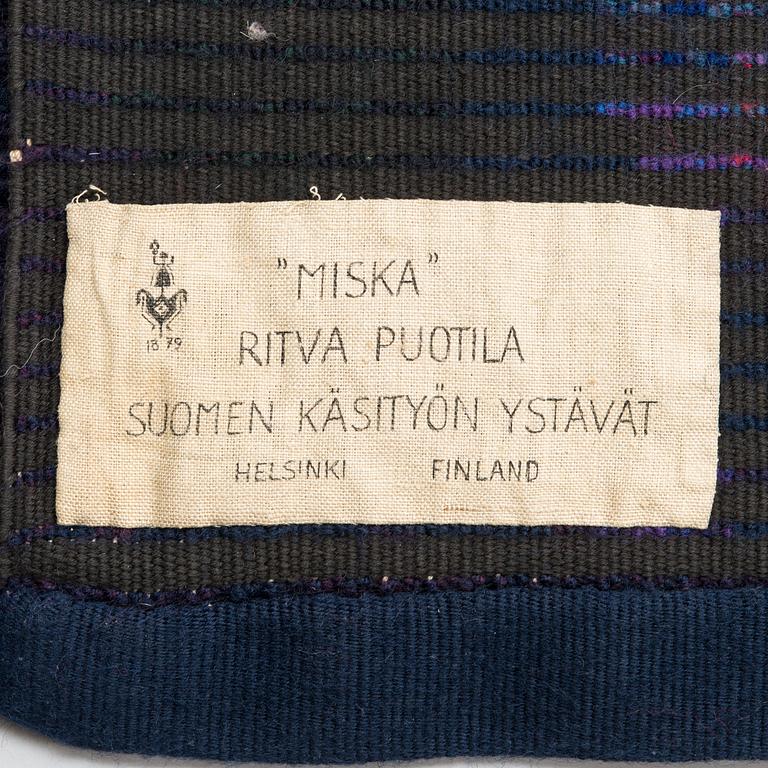 "MISKA"
1879
RITVA PUOTILA
SUOMEN KÄSITYÖN YSTÄVÄT
HELSINKI FINLAND